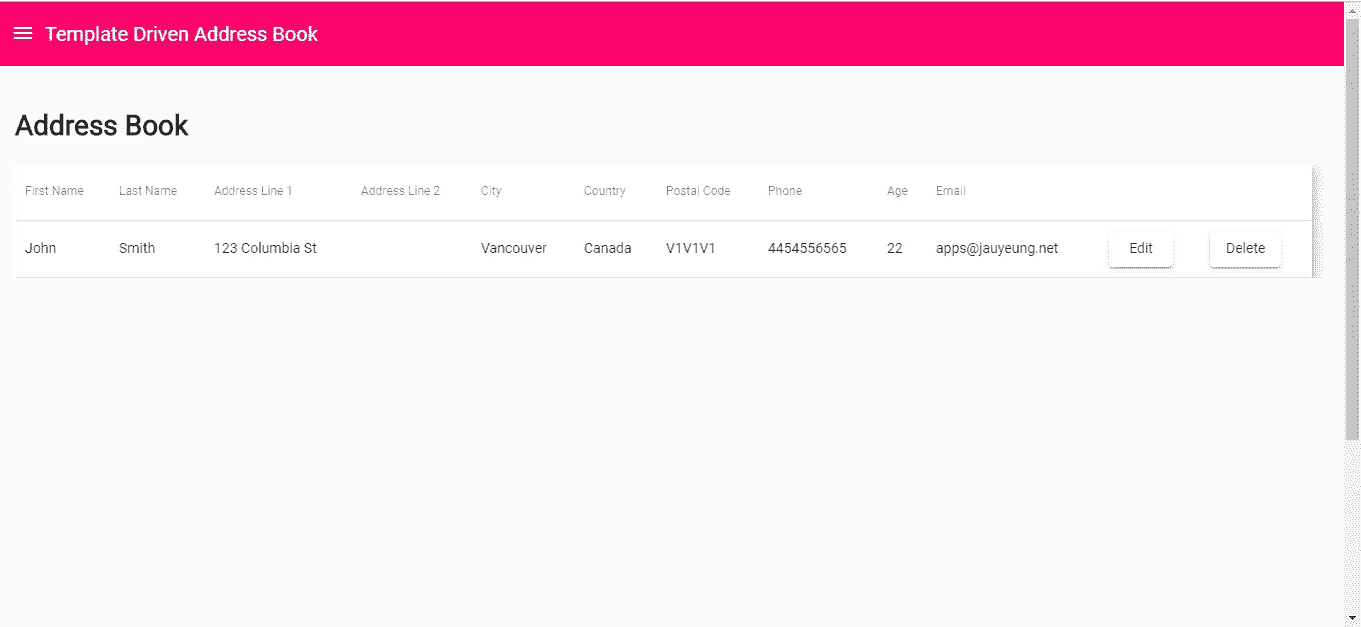 Template Driven Address Book
Address Book
First Name Last Name Address Line 1 Address Line 2 City Country Postal Code Phone Age Email
John Smith 123 Columbia St Vancouver Canada V1V1V1 4454556565 22 apps@jauyeung.net Edit Delete